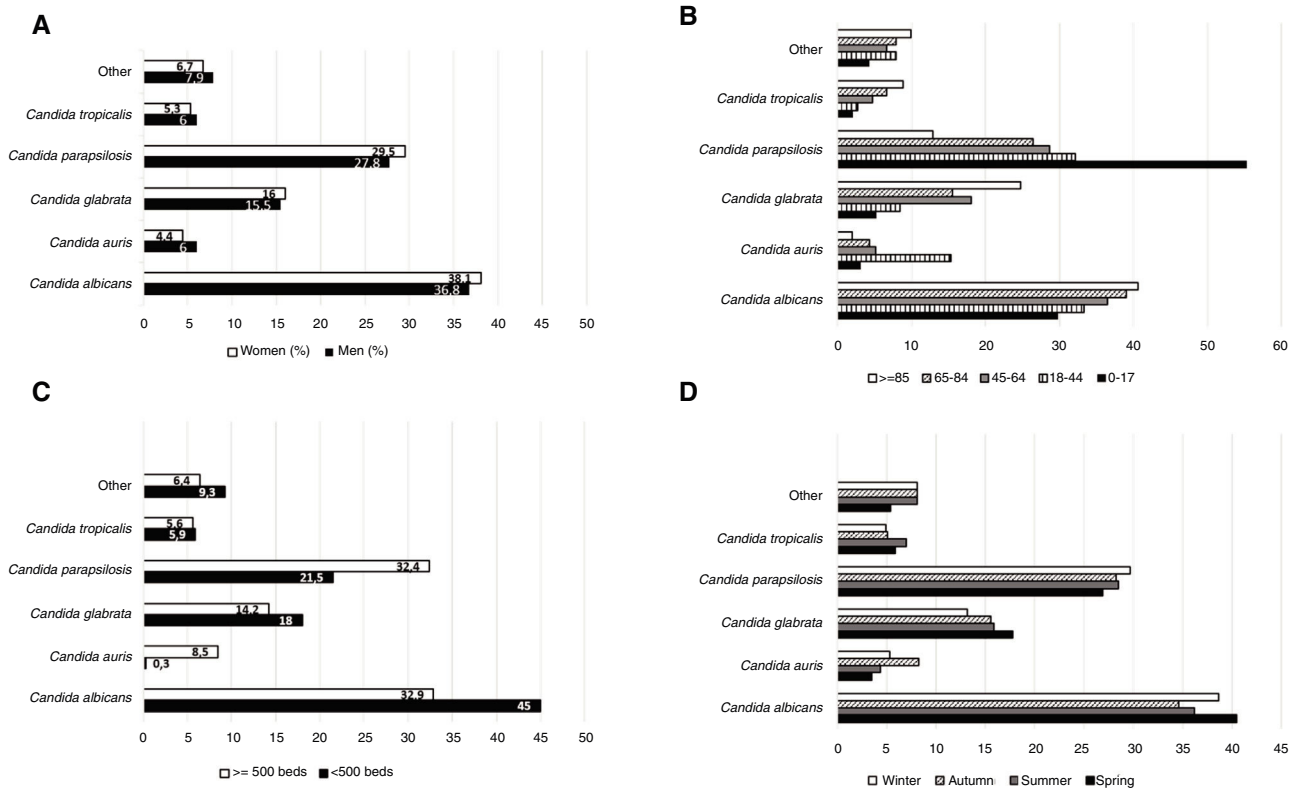 A
Other
6,7
7,9
Candida tropicalis
5,3
6
Candida parapsilosis
29,5
27,8
Candida glabrata
16
15,5
Candida auris
4,4
6
Candida albicans
38,1
36,8
0 5 10 15 20 25 30 35 40 45 50
Women (%) Men (%)
B
Other
Candida tropicalis
Candida parapsilosis
Candida glabrata
Candida auris
Candida albicans
0 10 20 30 40 50 60
>=85 65-84 45-64 18-44 0-17
C
Other
6,4
9,3
Candida tropicalis
5,6
5,9
Candida parapsilosis
32,4
21,5
Candida glabrata
14,2
18
Candida auris
8,5
0,3
Candida albicans
32,9
45
0 5 10 15 20 25 30 35 40 45 50
>= 500 beds <500 beds
D
Other
Candida tropicalis
Candida parapsilosis
Candida glabrata
Candida auris
Candida albicans
0 5 10 15 20 25 30 35 45
Winter Autumn Summer Spring